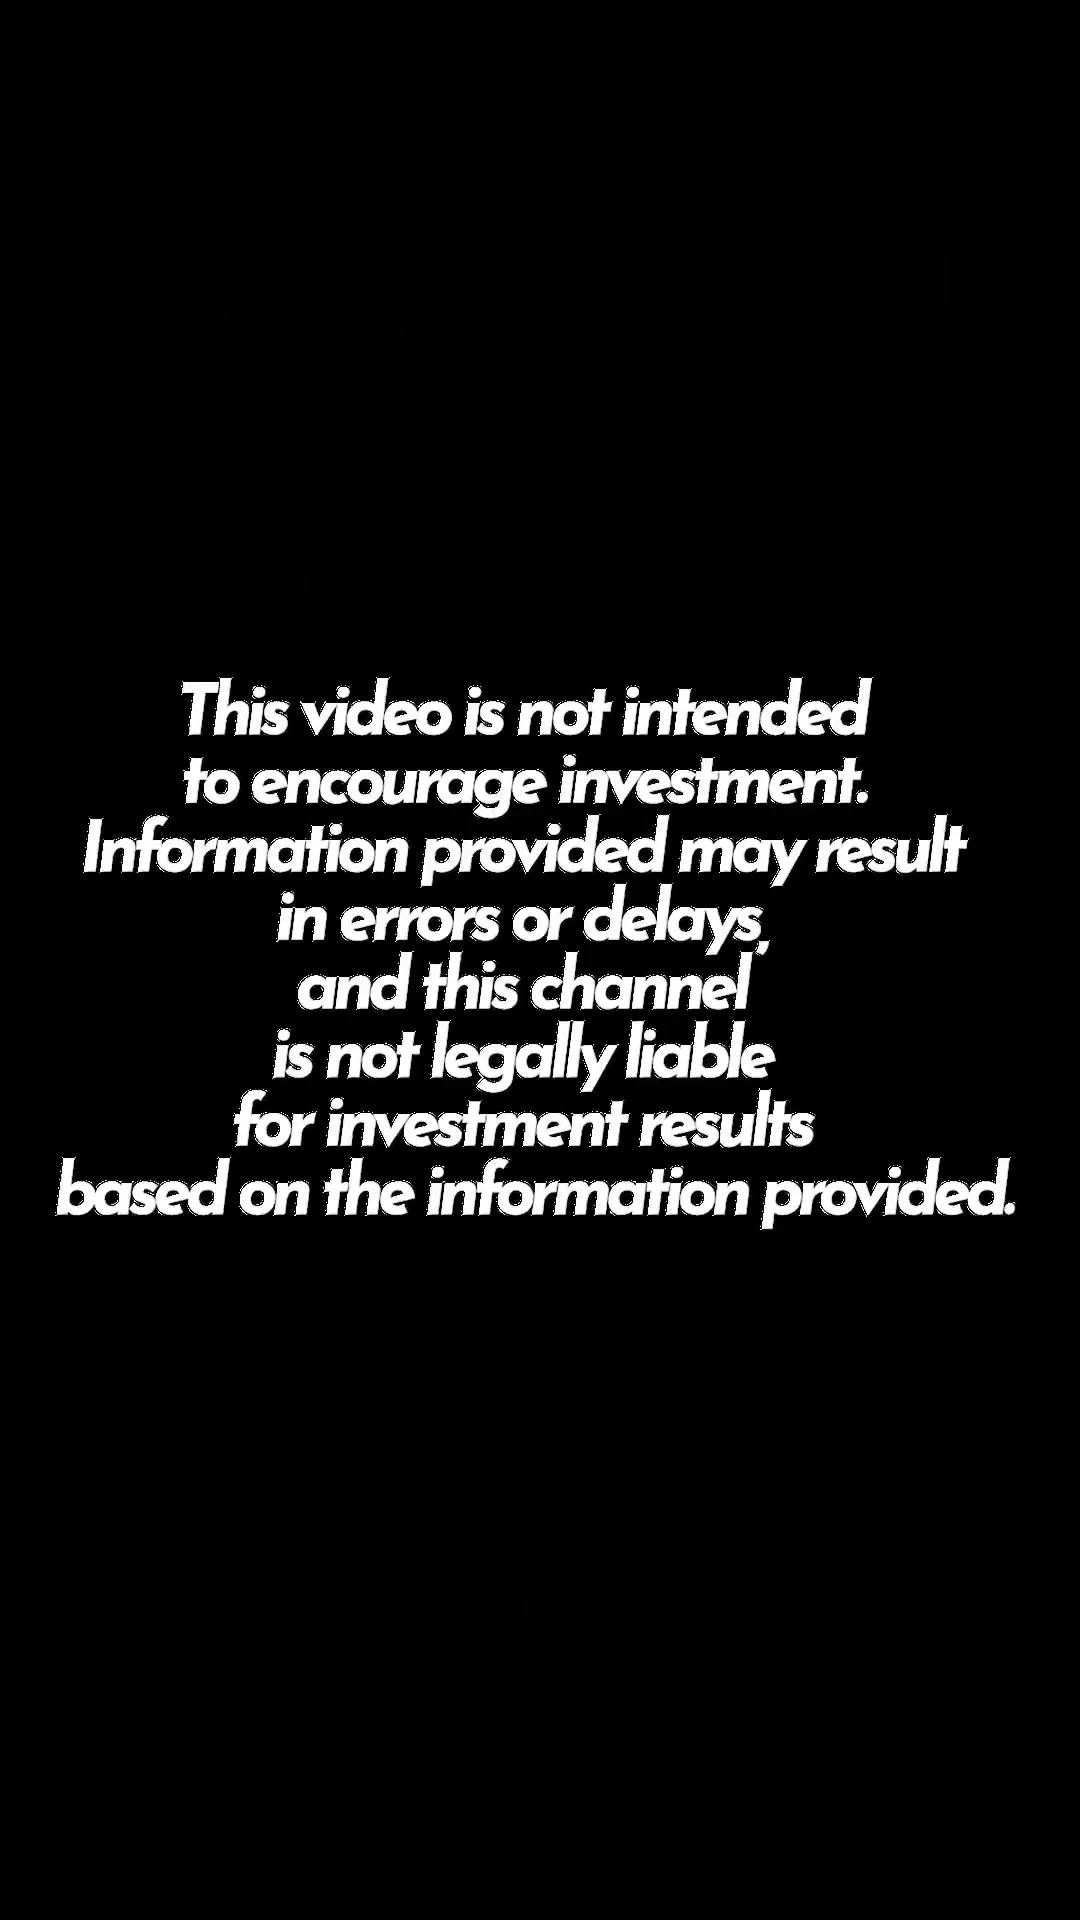 This video is not intended
to encourage investment.
Information provided may result
in errors or delays,
and this channel
is not legally liable
for investment results
based on the information provided.